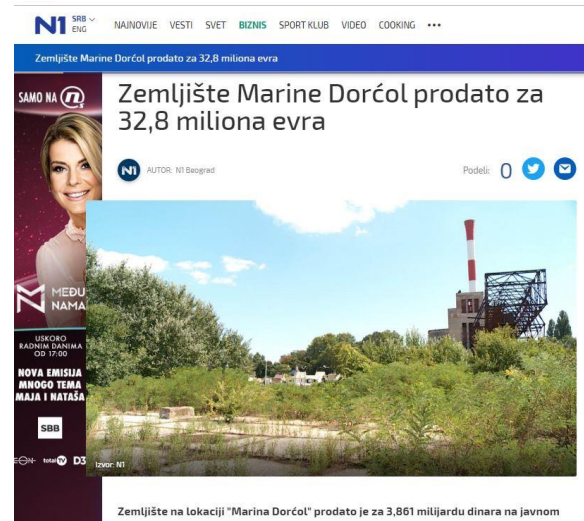 N1 SRB
ENG
NAJNOVIJE VESTI SVET BIZNIS SPORT KLUB VIDEO COOKING
Zemljište Marine Dorćol prodato za 32,8 miliona evra
SAMO NA n
Zemljište Marine Dorćol prodato za
32,8 miliona evra
N1 AUTOR: N1 Beograd
Podeli: 0
MEĐU
NAMA
USKORO
RADNIM DANIMA
OD 17:00
NOVA EMISIJA
MNOGO TEMA
MAJA I NATAŠA
SBB
EON total TV D3
Izvor: N1
Zemljište na lokaciji "Marina Dorćol" prodato je za 3,861 milijardu dinara na javnom